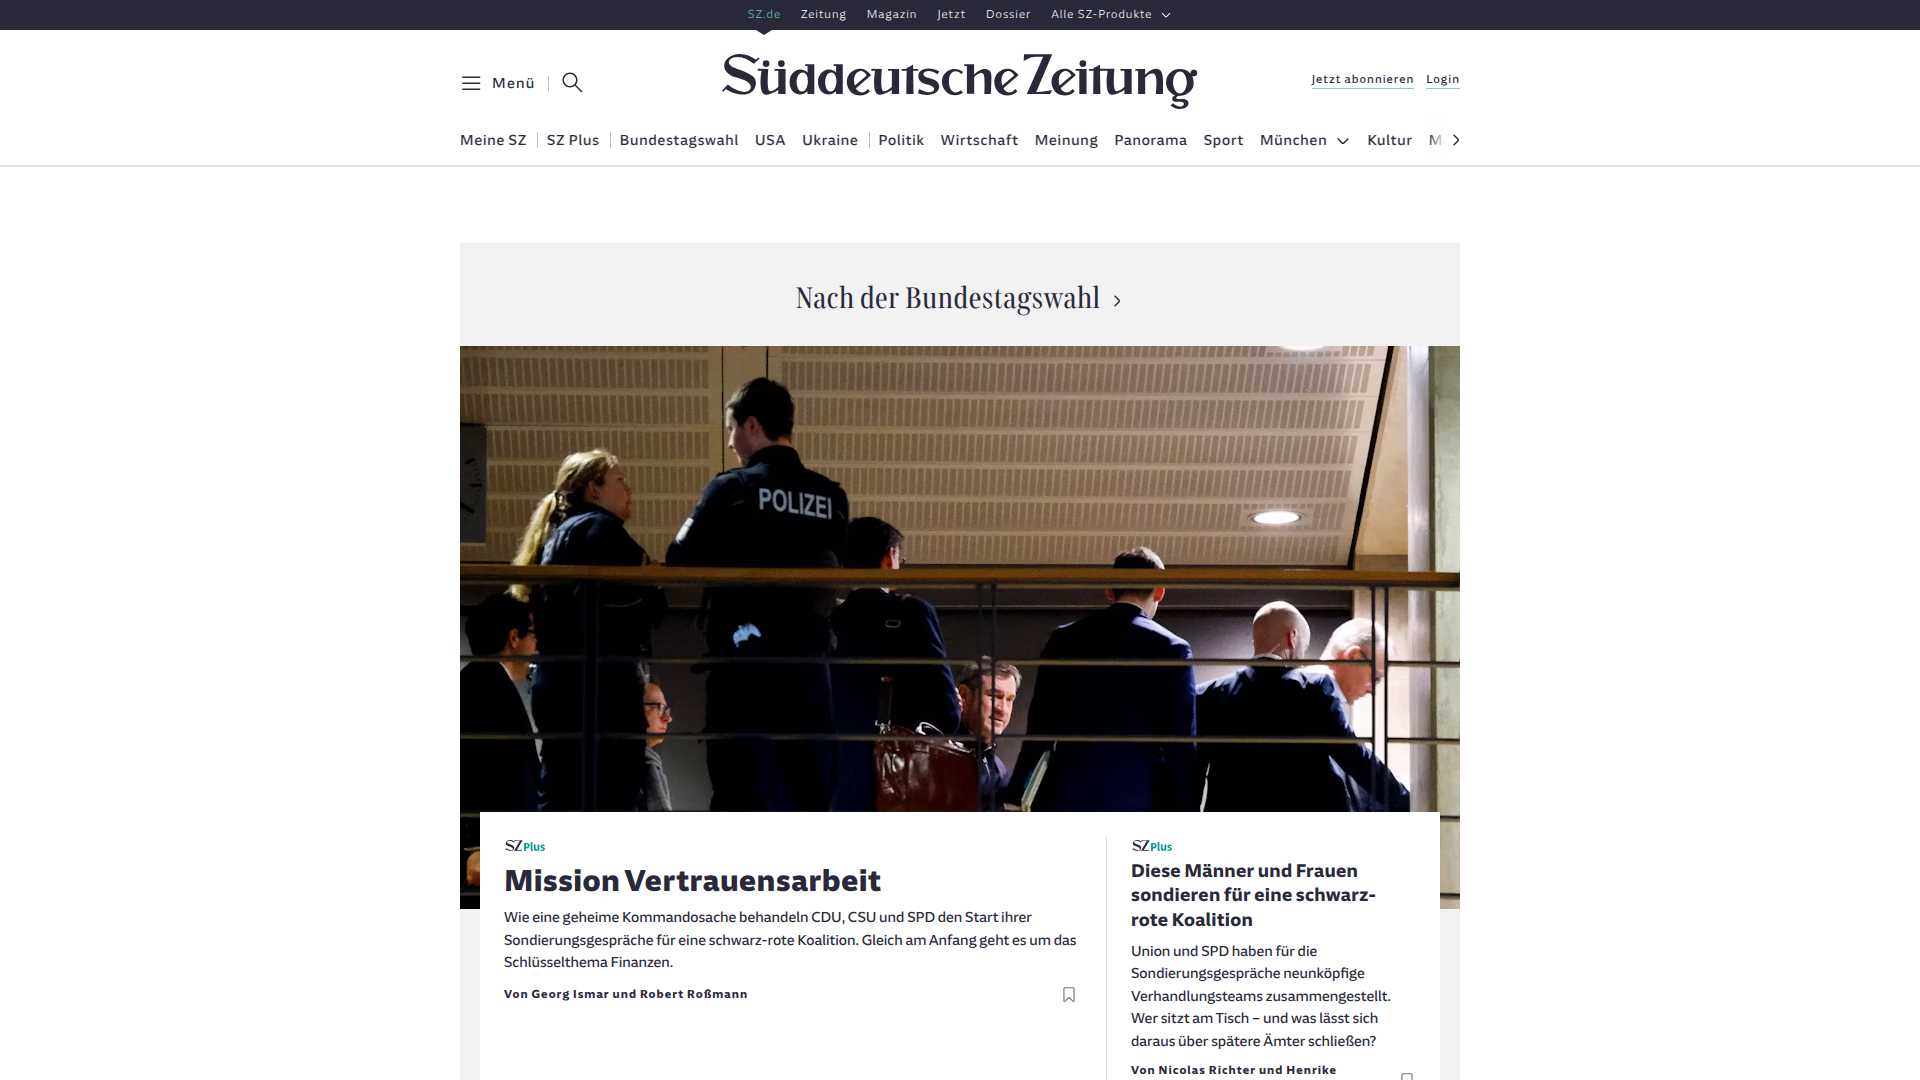 SZ.de Zeitung Magazin Jetzt Dossier Alle SZ-Produkte
Menü
Süddeutsche Zeitung
Jetzt abonnieren Login
Meine SZ SZ Plus Bundestagswahl USA Ukraine Politik Wirtschaft Meinung Panorama Sport München Kultur M
Nach der Bundestagswahl
POLIZEI
SZ Plus
Mission Vertrauensarbeit
Wie eine geheime Kommandosache behandeln CDU, CSU und SPD den Start ihrer
Sondierungsgespräche für eine schwarz-rote Koalition. Gleich am Anfang geht es um das
Schlüsselthema Finanzen.
Von Georg Ismar und Robert Roßmann
SZ Plus
Diese Männer und Frauen
sondieren für eine schwarz-
rote Koalition
Union und SPD haben für die
Sondierungsgespräche neunköpfige
Verhandlungsteams zusammengestellt.
Wer sitzt am Tisch – und was lässt sich
daraus über spätere Ämter schließen?
Von Nicolas Richter und Henrike